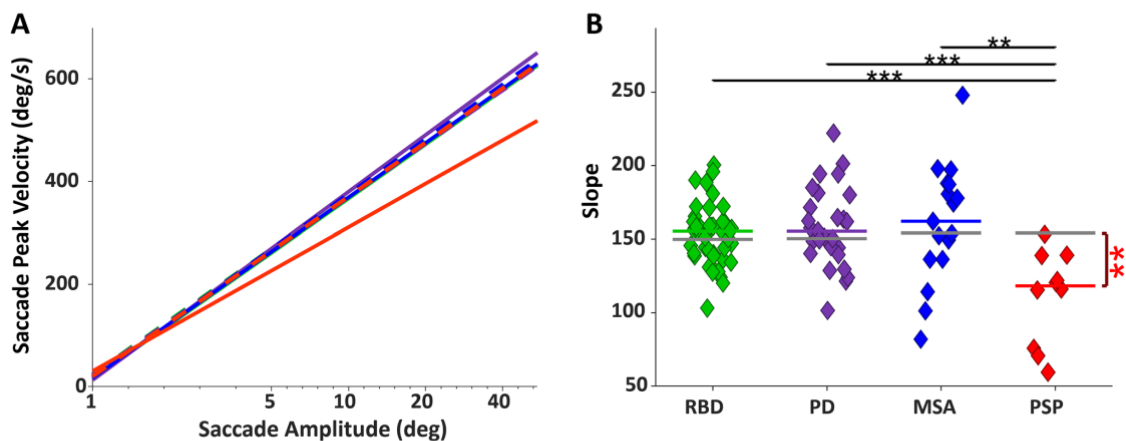 A
Saccade Peak Velocity (deg/s)
600
400
200
0
1
5
10
20
40
Saccade Amplitude (deg)
B
**
***
***
Slope
250
200
150
100
50
**
RBD
PD
MSA
PSP